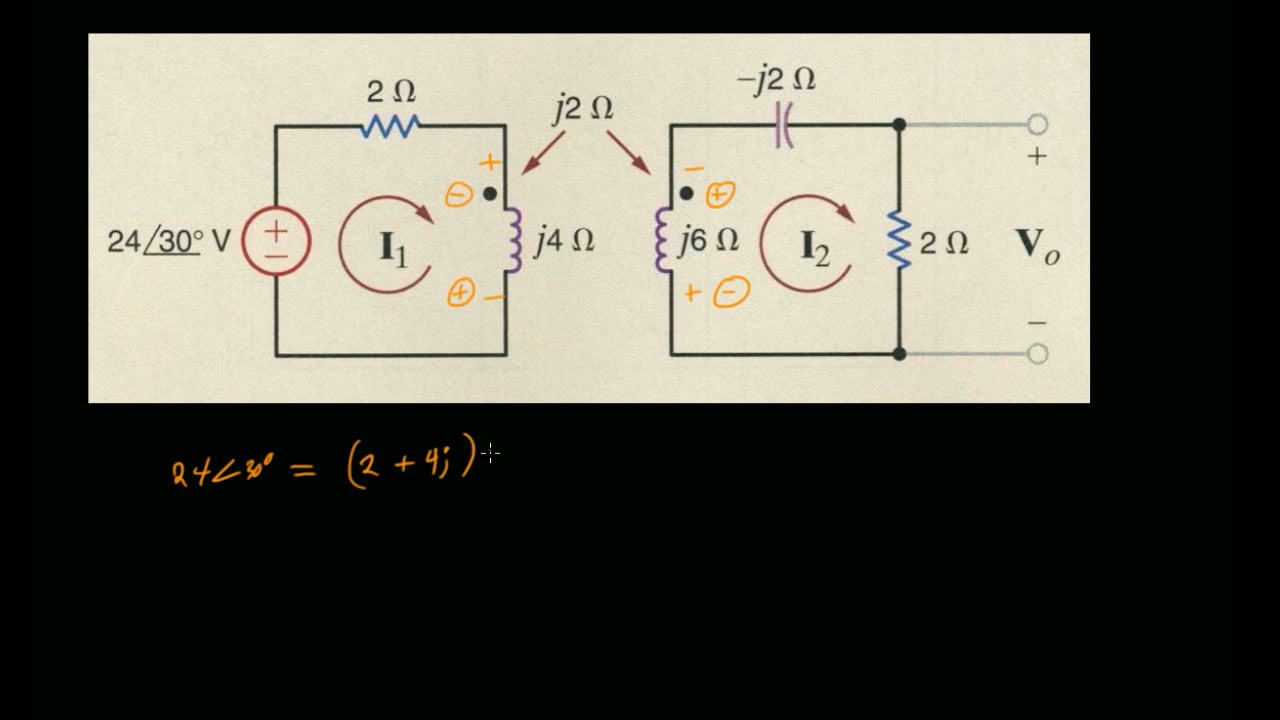 2 Ω
j2 Ω
−j2 Ω
+
− +
− +
24/30° V
+
−
I1
j4 Ω
j6 Ω
I2
2 Ω
Vo
+ −
+ −
−
24∠30° = (2 + 4j)